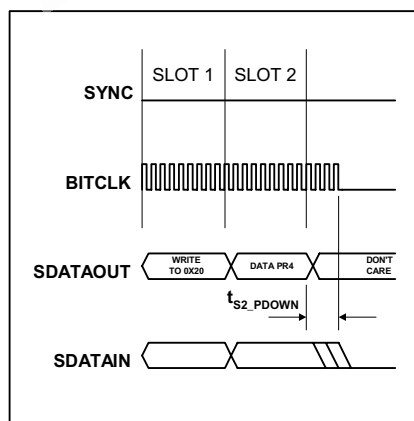 SLOT 1 SLOT 2
SYNC
BITCLK
SDATAOUT
WRITE
TO 0X20
DATA PR4
DON'T
CARE
tS2_PDOWN
SDATAIN